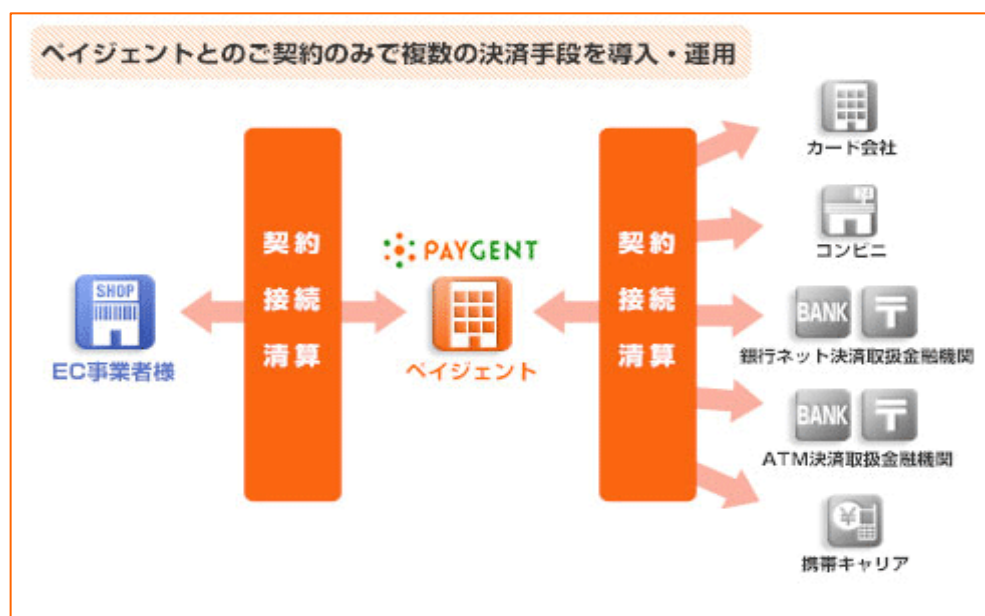 ペイジェントとのご契約のみで複数の決済手段を導入・運用
カード会社
コンビニ
契約
接続
清算
PAYGENT
契約
接続
清算
SHOP
EC事業者様
ペイジェント
BANK 〒
銀行ネット決済取扱金融機関
BANK 〒
ATM決済取扱金融機関
¥
携帯キャリア